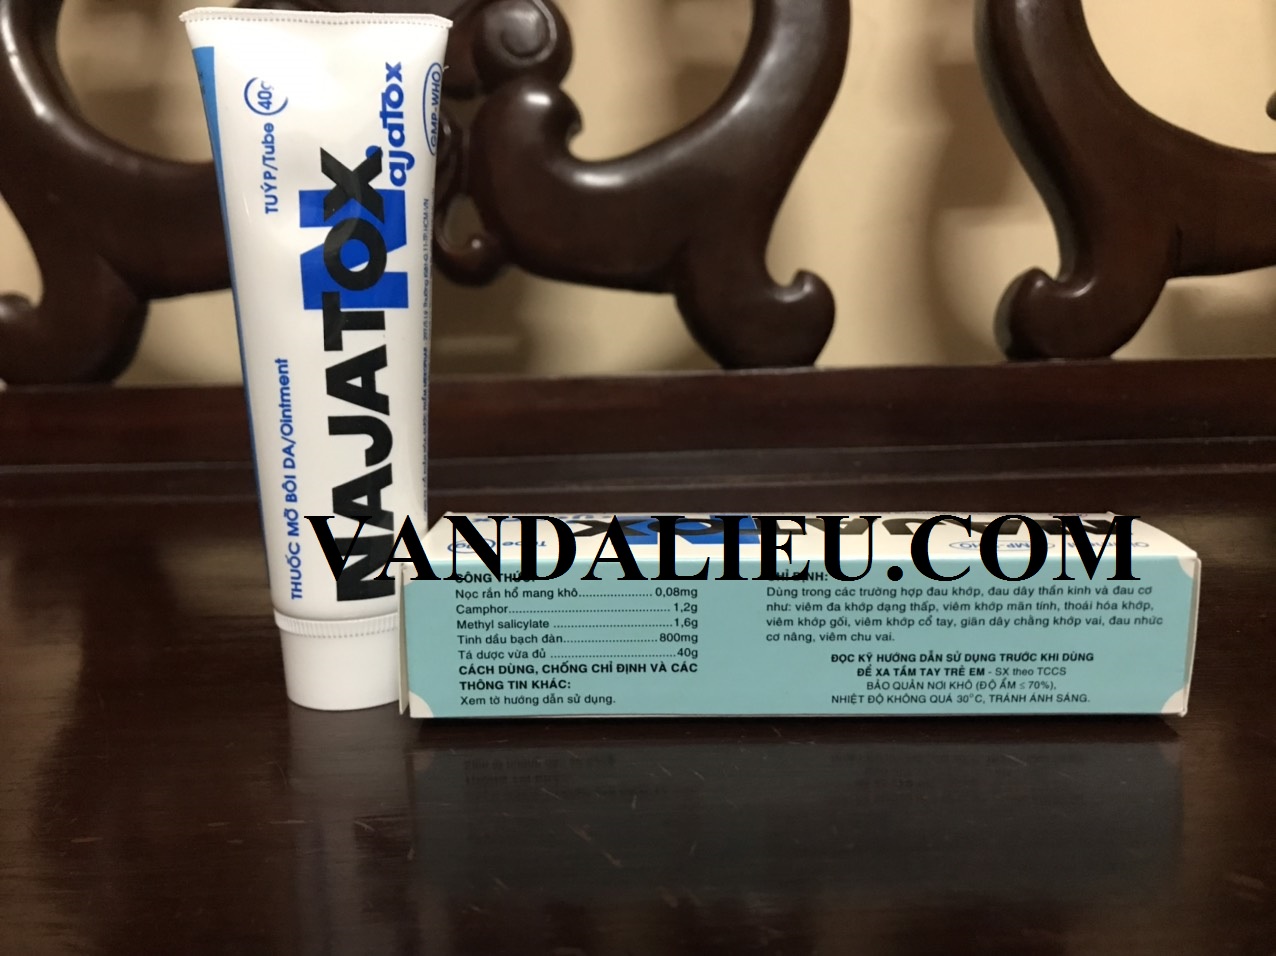 TUÝP/Tube 40g
GMP-WHO
ajatox
NAJATOX
THUỐC MỠ BÔI DA/Ointment
VANDALIEU.COM
CÔNG THỨC:
Nọc rắn hổ mang khô...................... 0,08mg
Camphor................................................1,2g
Methyl salicylate ....................................1,6g
Tinh dầu bạch đàn............................800mg
Tá dược vừa đủ .....................................40g
CÁCH DÙNG, CHỐNG CHỈ ĐỊNH VÀ CÁC
THÔNG TIN KHÁC:
Xem tờ hướng dẫn sử dụng.
CHỈ ĐỊNH:
Dùng trong các trường hợp đau khớp, đau dây thần kinh và đau cơ
như: viêm đa khớp dạng thấp, viêm khớp mãn tính, thoái hóa khớp,
viêm khớp gối, viêm khớp cổ tay, giãn dây chằng khớp vai, đau nhức
cơ năng, viêm chu vai.
ĐỌC KỸ HƯỚNG DẪN SỬ DỤNG TRƯỚC KHI DÙNG
ĐỂ XA TẦM TAY TRẺ EM - SX theo TCCS
BẢO QUẢN NƠI KHÔ (ĐỘ ẨM ≤ 70%),
NHIỆT ĐỘ KHÔNG QUÁ 30°C, TRÁNH ÁNH SÁNG.